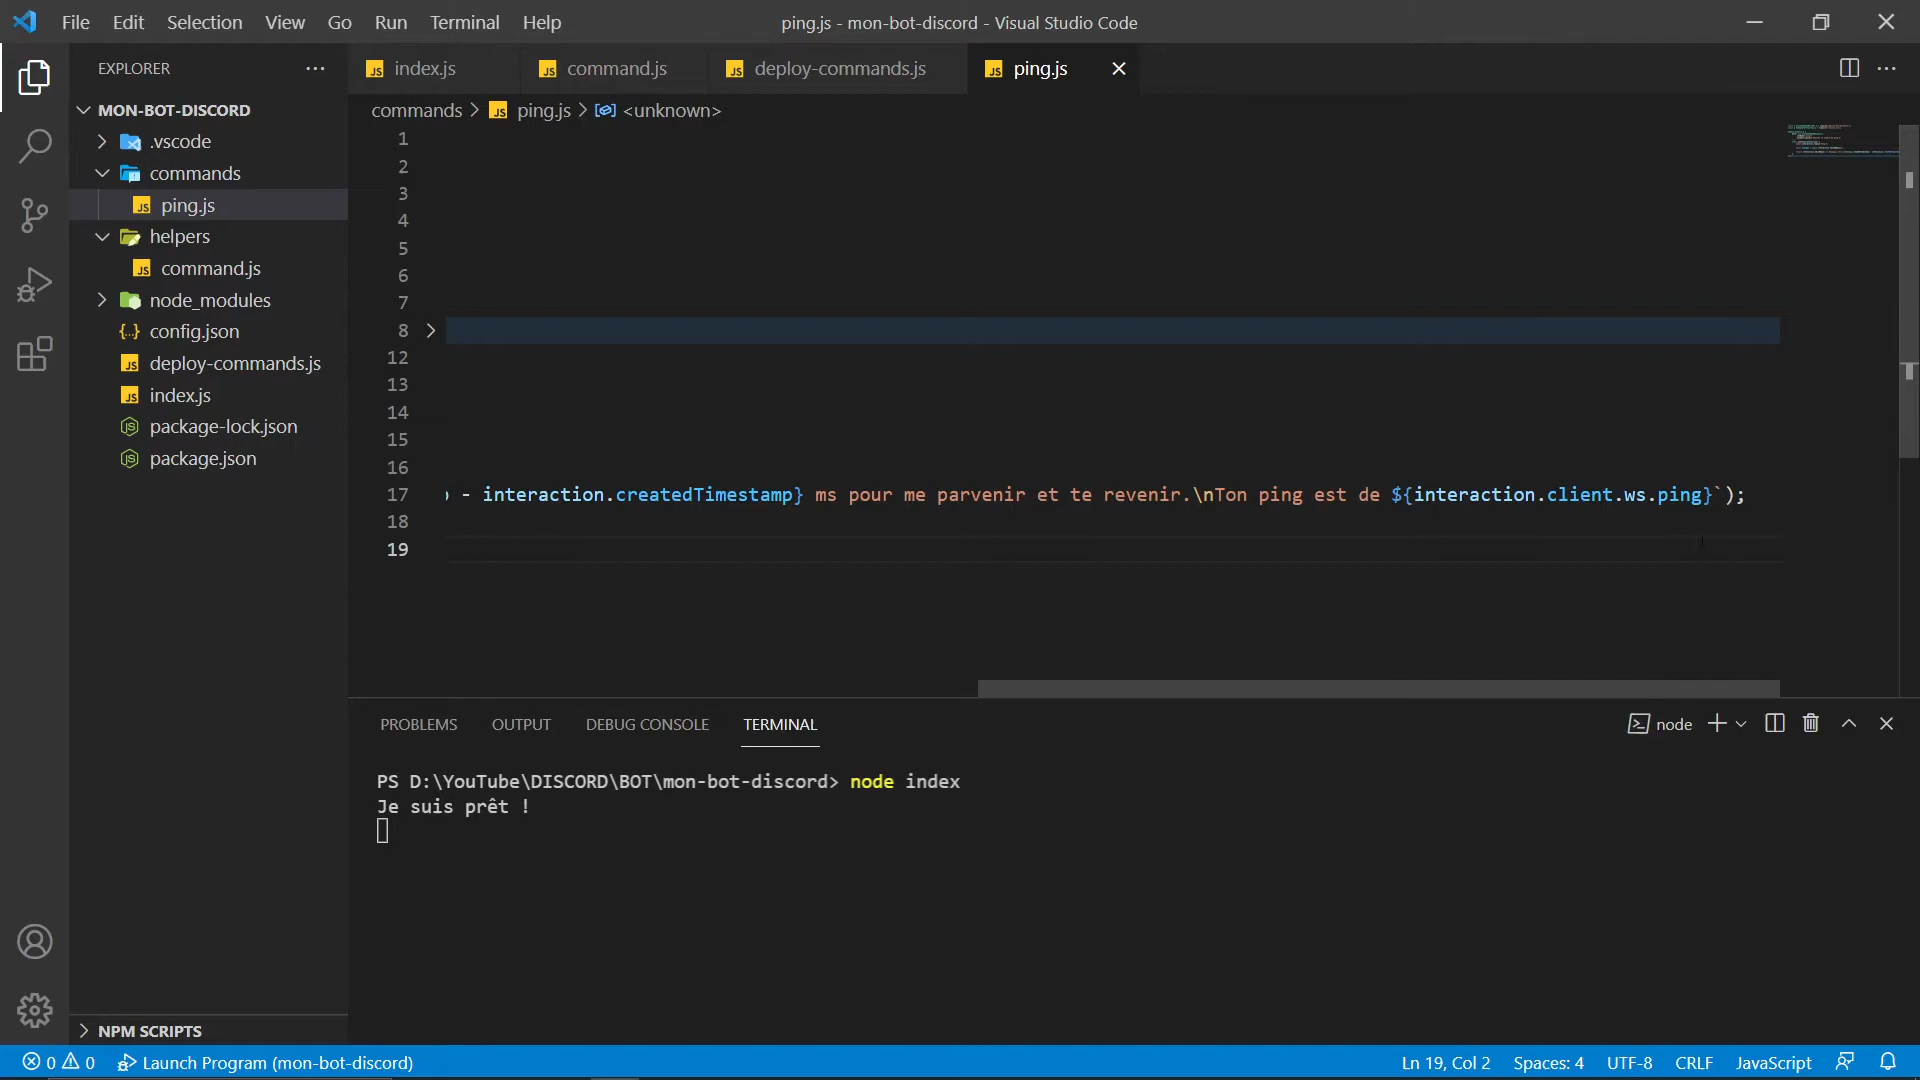 File Edit Selection View Go Run Terminal Help
ping.js - mon-bot-discord - Visual Studio Code
EXPLORER
index.js
command.js
deploy-commands.js
ping.js
MON-BOT-DISCORD
commands > ping.js > <unknown>
.vscode
commands
ping.js
helpers
command.js
node_modules
config.json
deploy-commands.js
index.js
package-lock.json
package.json
1
2
3
4
5
6
7
8
12
13
14
15
16
17 - interaction.createdTimestamp} ms pour me parvenir et te revenir.\nTon ping est de ${interaction.client.ws.ping}`);
18
19
PROBLEMS OUTPUT DEBUG CONSOLE TERMINAL
node
PS D:\YouTube\DISCORD\BOT\mon-bot-discord> node index
Je suis prêt !
NPM SCRIPTS
0 0 Launch Program (mon-bot-discord)
Ln 19, Col 2 Spaces: 4 UTF-8 CRLF JavaScript